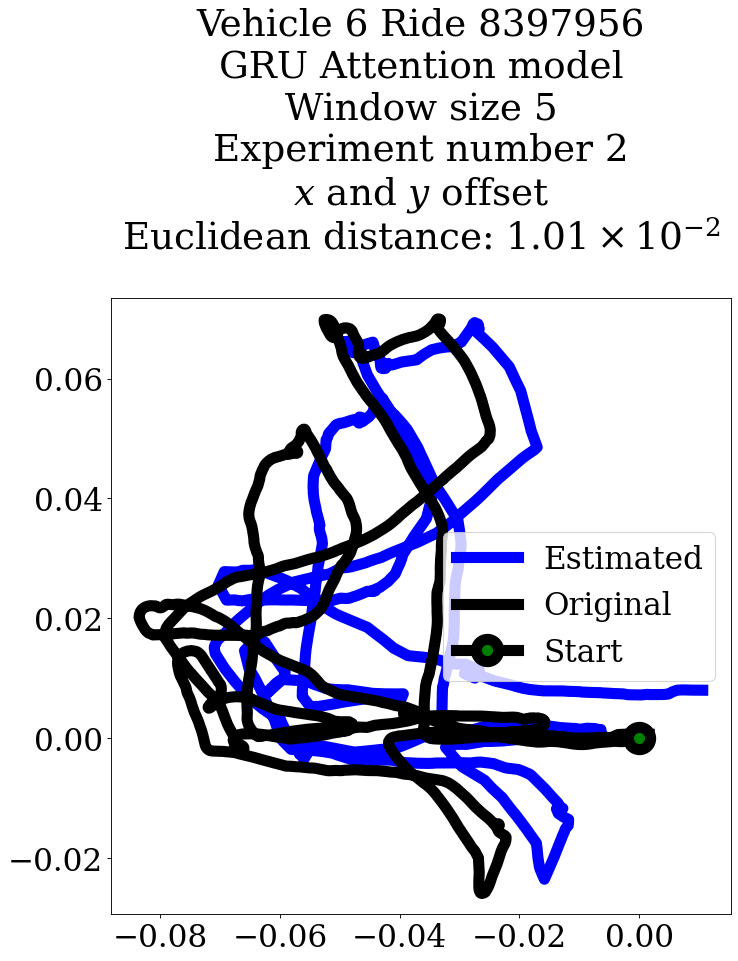 Vehicle 6 Ride 8397956
GRU Attention model
Window size 5
Experiment number 2
x and y offset
Euclidean distance: 1.01 × 10⁻²
0.06
0.04
0.02
0.00
−0.02
Estimated
Original
Start
−0.08 −0.06 −0.04 −0.02 0.00